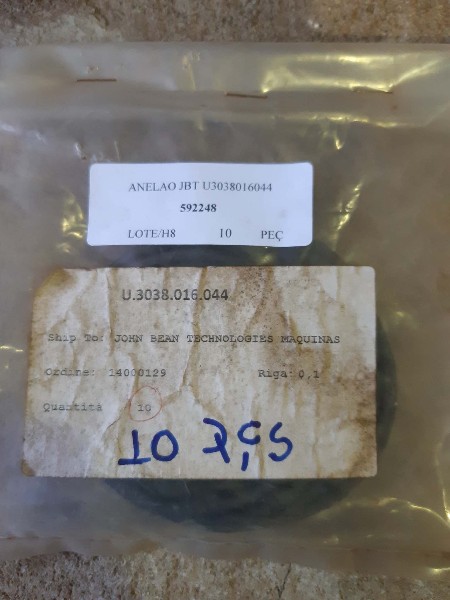 ANELAO JBT U3038016044
592248
LOTE/H8 10 PEÇ
U.3038.016.044
Ship To: JOHN BEAN TECHNOLOGIES MAQUINAS
Ordine: 14000129 Riga: 0,1
Quantità 10
10 Pçs